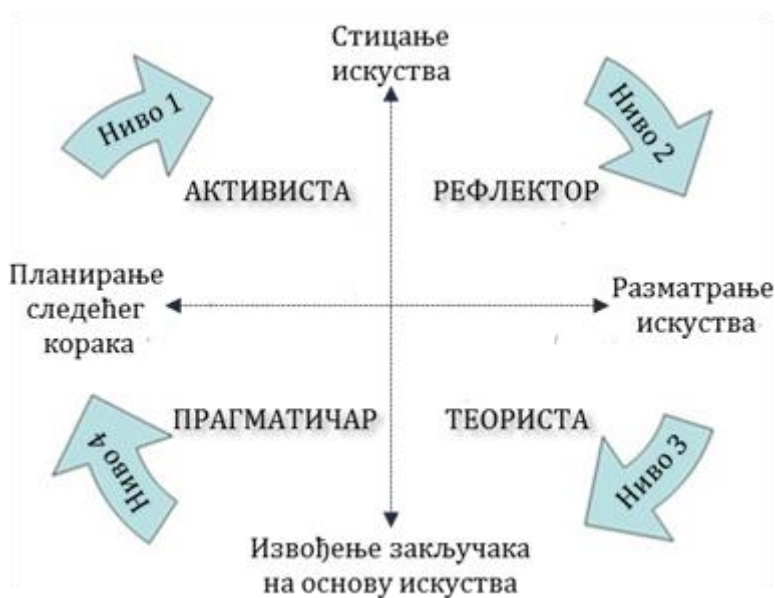 Стицање
искуства
Ниво 1
Ниво 2
АКТИВИСТА
РЕФЛЕКТОР
Планирање
следећег
корака
Разматрање
искуства
ПРАГМАТИЧАР
ТЕОРИСТА
Ниво 4
Ниво 3
Извођење закључака
на основу искуства